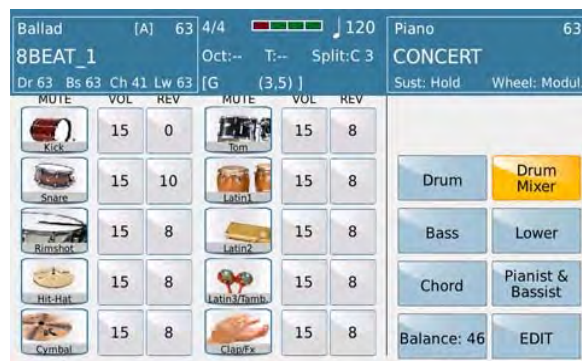 Ballad [A] 63 4/4 120 Piano 63
8BEAT_1 Oct:-- T:-- Split:C 3 CONCERT
Dr 63 Bs 63 Ch 41 Lw 63 [G (3,5) ] Sust: Hold Wheel: Modul
MUTE VOL REV MUTE VOL REV
15 0 15 8
Kick Tom
15 10 15 8 Drum Drum Mixer
Snare Latin1
15 8 15 8 Bass Lower
Rimshot Latin2
15 8 15 8 Chord Pianist & Bassist
Hit-Hat Latin3/Tamb.
15 8 15 8 Balance: 46 EDIT
Cymbal Clap/Fx